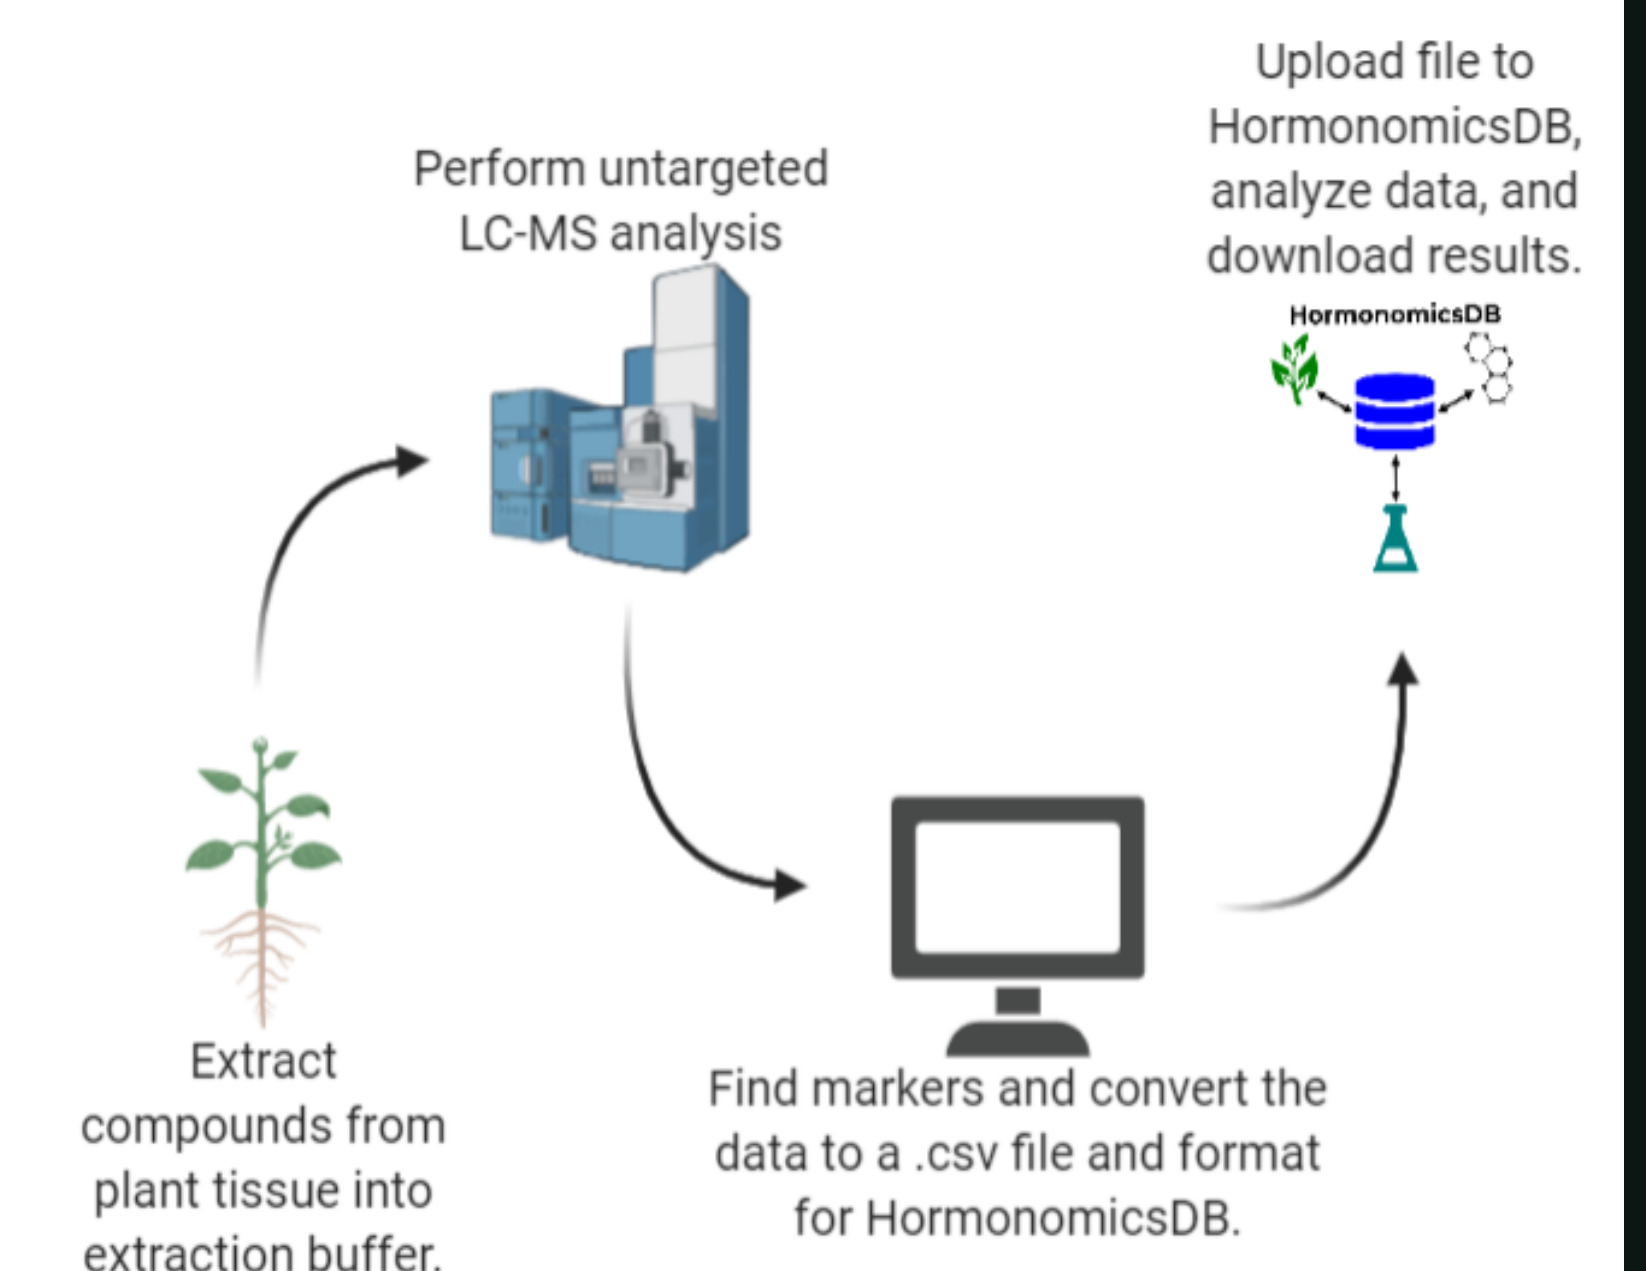 Extract
compounds from
plant tissue into
extraction buffer.
Perform untargeted
LC-MS analysis
Find markers and convert the
data to a .csv file and format
for HormonomicsDB.
Upload file to
HormonomicsDB,
analyze data, and
download results.
HormonomicsDB